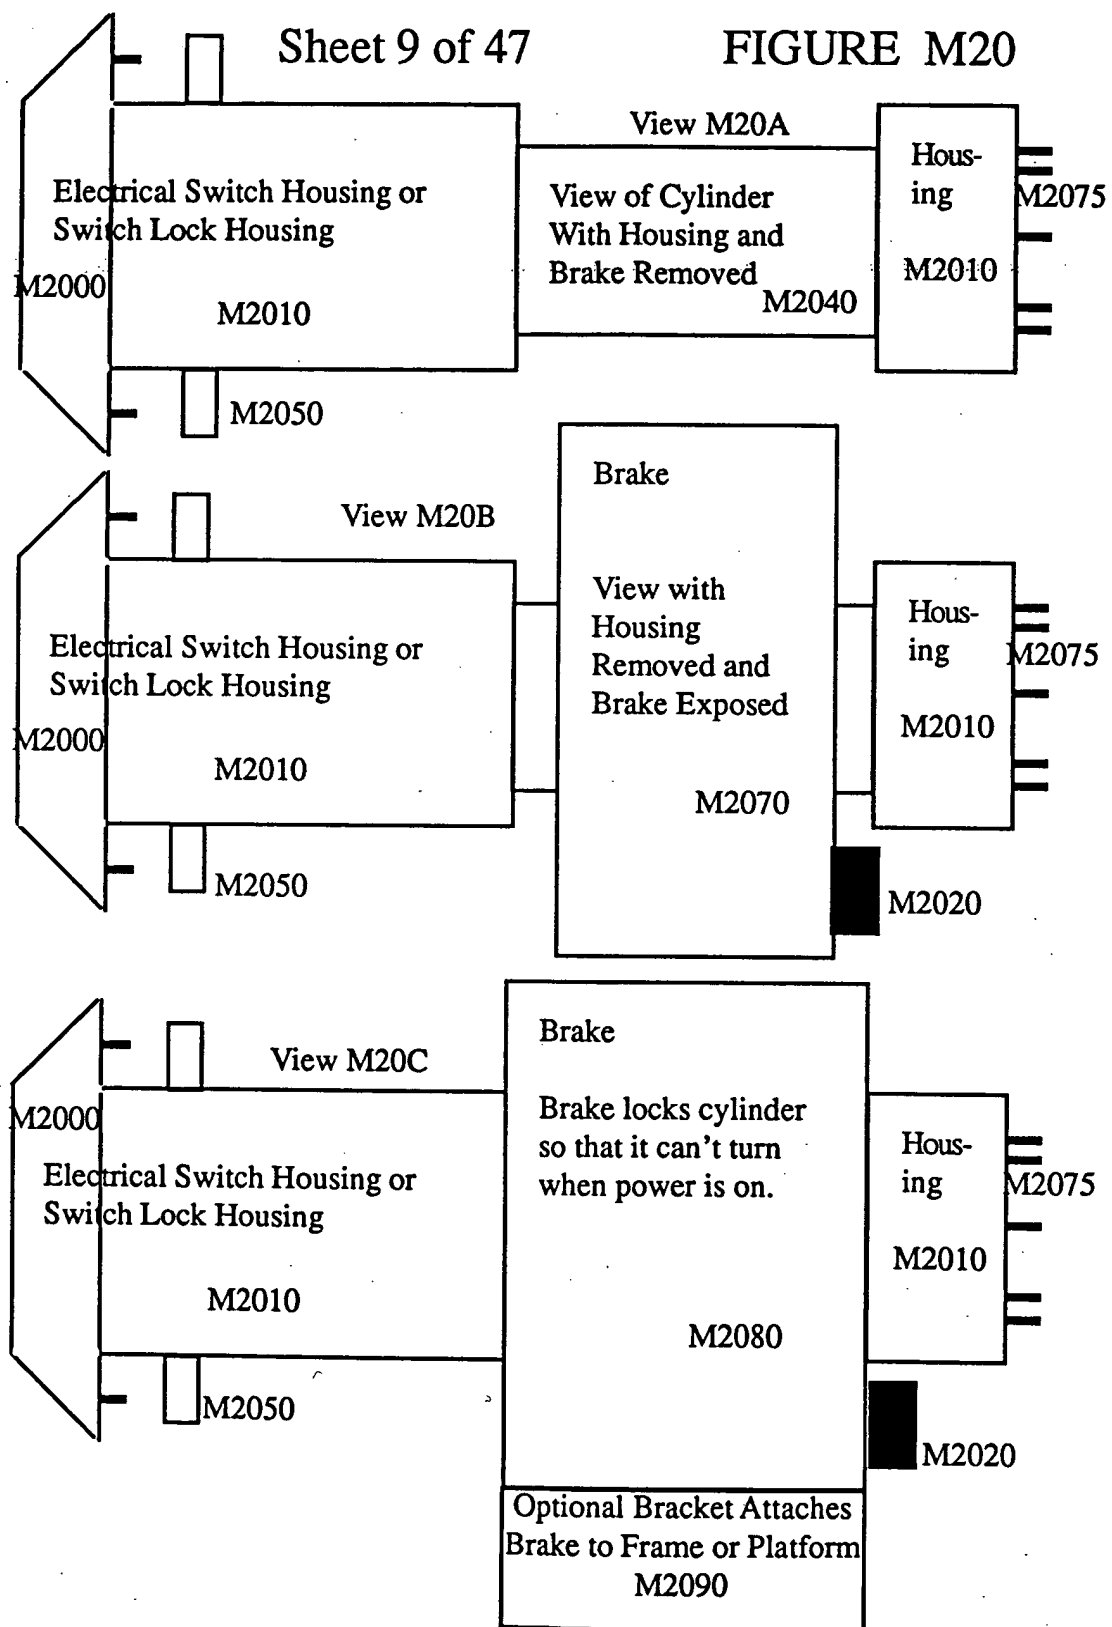 Sheet 9 of 47
FIGURE M20
View M20A
Electrical Switch Housing or
Switch Lock Housing
M2000
M2010
M2050
View of Cylinder
With Housing and
Brake Removed
M2040
Hous-
ing
M2010
M2075
View M20B
Electrical Switch Housing or
Switch Lock Housing
M2000
M2010
M2050
Brake
View with
Housing
Removed and
Brake Exposed
M2070
Hous-
ing
M2010
M2075
M2020
View M20C
M2000
Electrical Switch Housing or
Switch Lock Housing
M2010
M2050
Brake
Brake locks cylinder
so that it can't turn
when power is on.
M2080
Hous-
ing
M2010
M2075
M2020
Optional Bracket Attaches
Brake to Frame or Platform
M2090